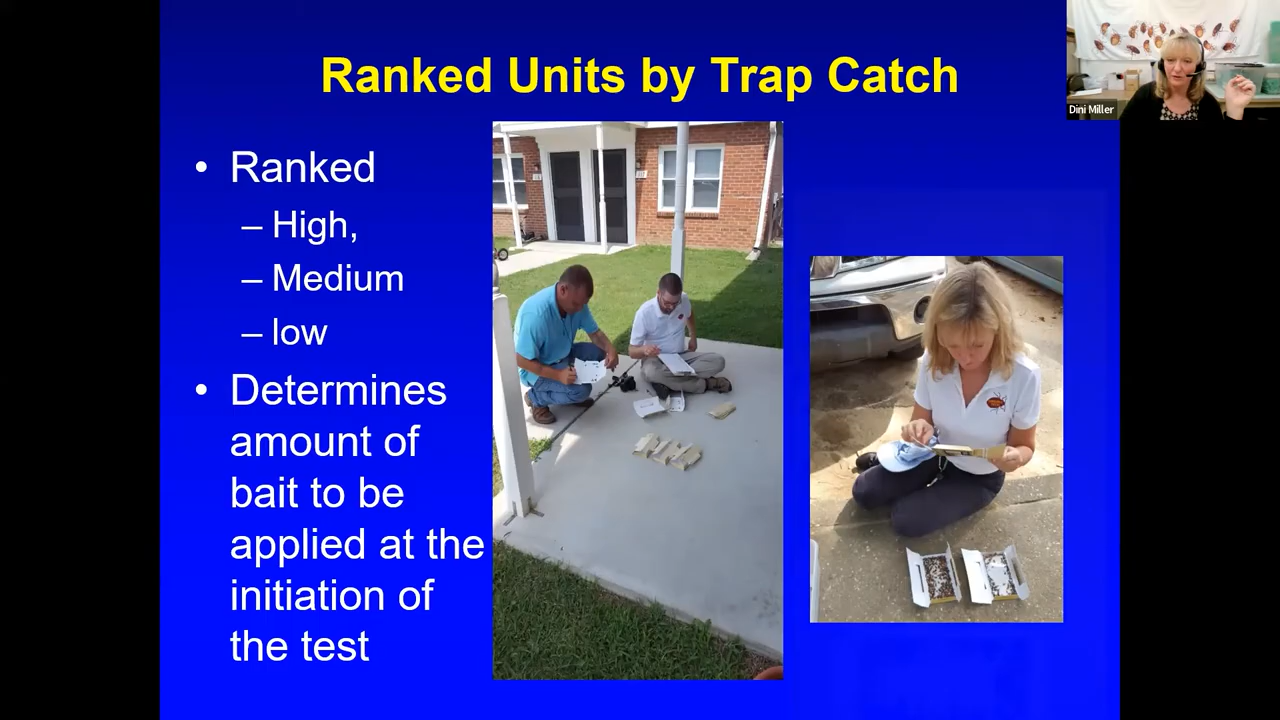 Ranked Units by Trap Catch
Dini Miller
• Ranked
– High,
– Medium
– low
• Determines
amount of
bait to be
applied at the
initiation of
the test